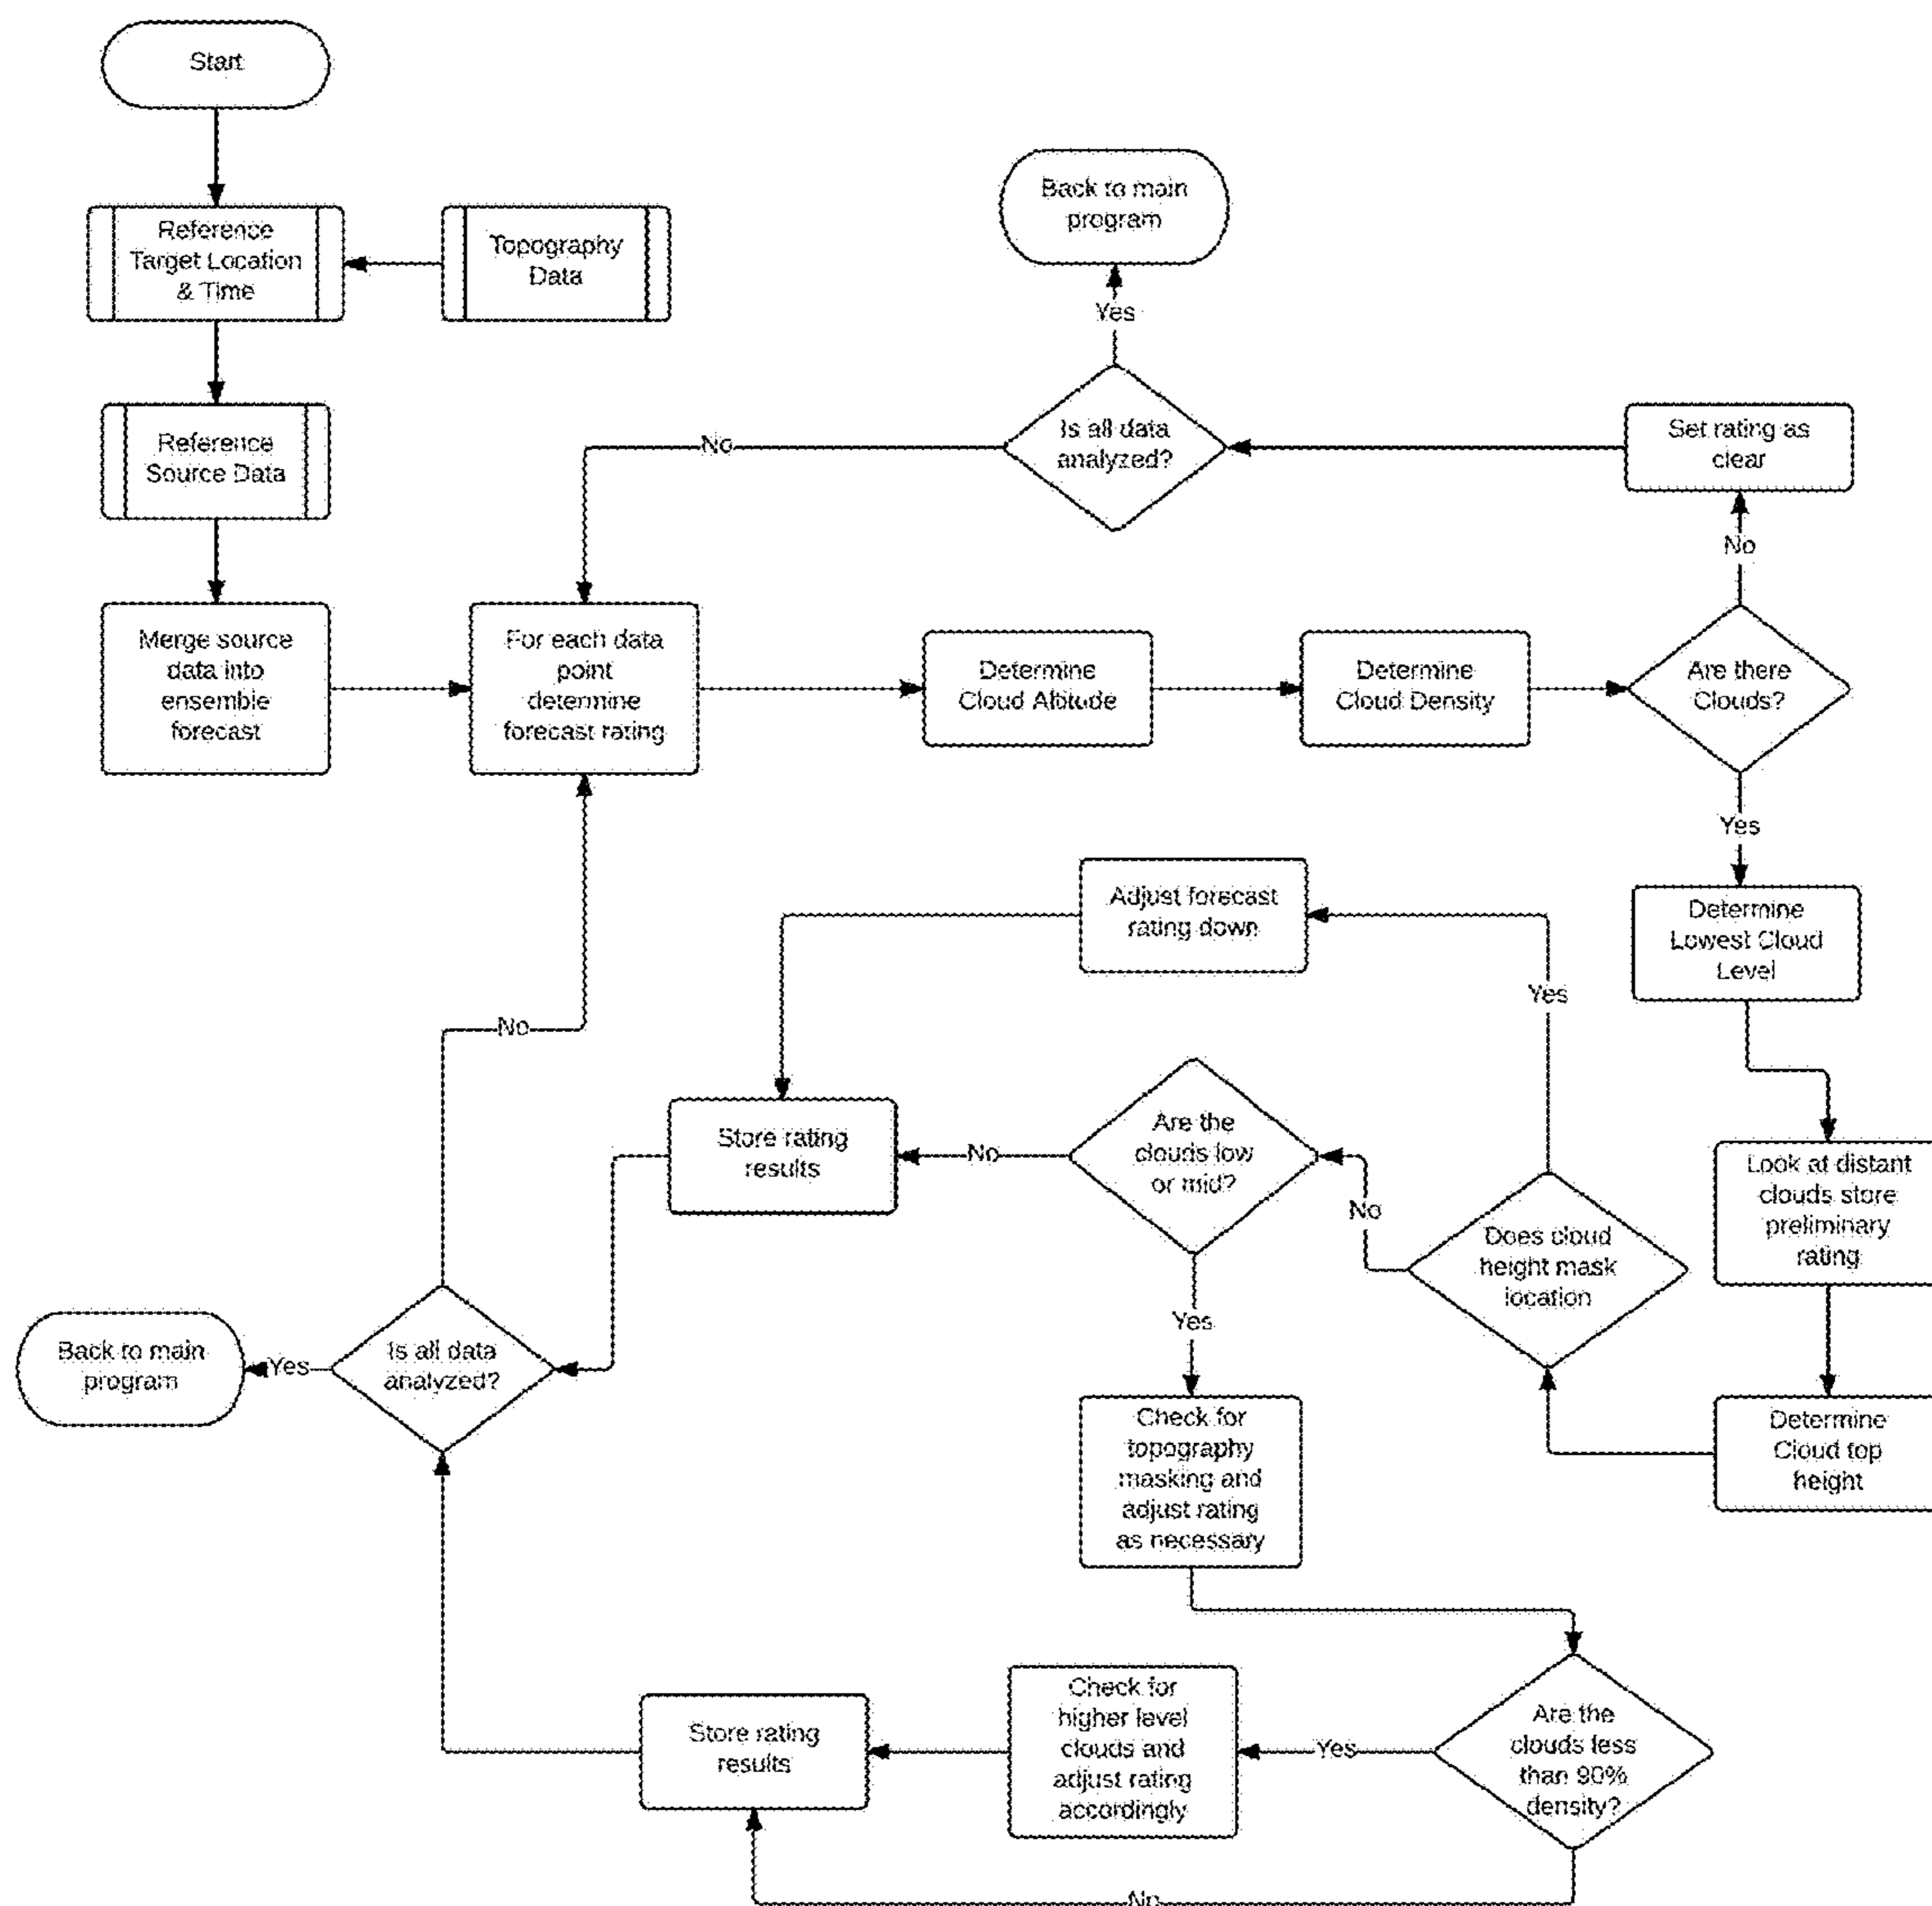 Start
Back to main
program
Reference
Target Location
& Time
Topography
Data
Yes
Reference
Source Data
No
Is all data
analyzed?
Set rating as
clear
No
Merge source
data into
ensemble
forecast
For each data
point
determine
forecast rating
Determine
Cloud Altitude
Determine
Cloud Density
Are there
Clouds?
Yes
Adjust forecast
rating down
Determine
Lowest Cloud
Level
Yes
No
Store rating
results
No
Are the
clouds low
or mid?
No
Look at distant
clouds store
preliminary
rating
Does cloud
height mask
location
Yes
Back to main
program
Yes
Is all data
analyzed?
Check for
topography
masking and
adjust rating
as necessary
Determine
Cloud top
height
Store rating
results
Check for
higher level
clouds and
adjust rating
accordingly
Yes
Are the
clouds less
than 90%
density?
No